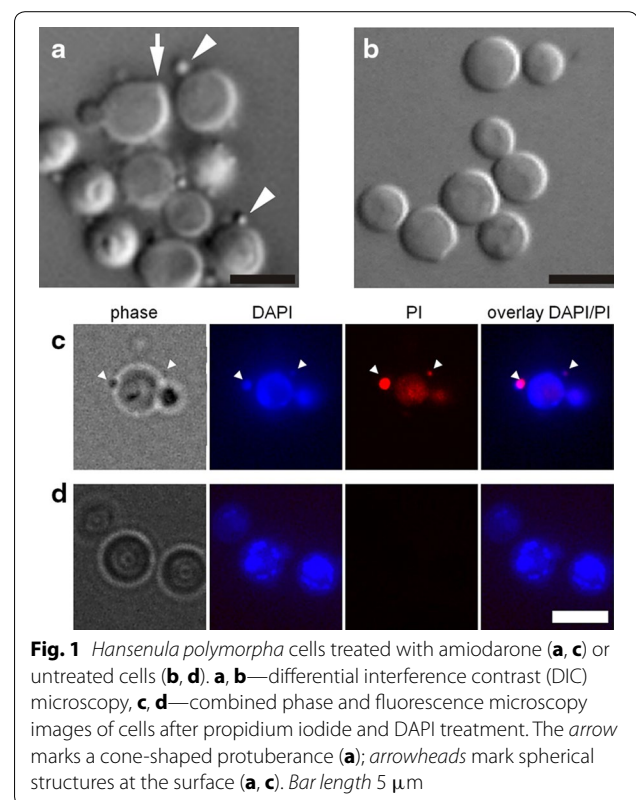 a
b
phase DAPI PI overlay DAPI/PI
c
d
Fig. 1 Hansenula polymorpha cells treated with amiodarone (a, c) or
untreated cells (b, d). a, b—differential interference contrast (DIC)
microscopy, c, d—combined phase and fluorescence microscopy
images of cells after propidium iodide and DAPI treatment. The arrow
marks a cone-shaped protuberance (a); arrowheads mark spherical
structures at the surface (a, c). Bar length 5 μm